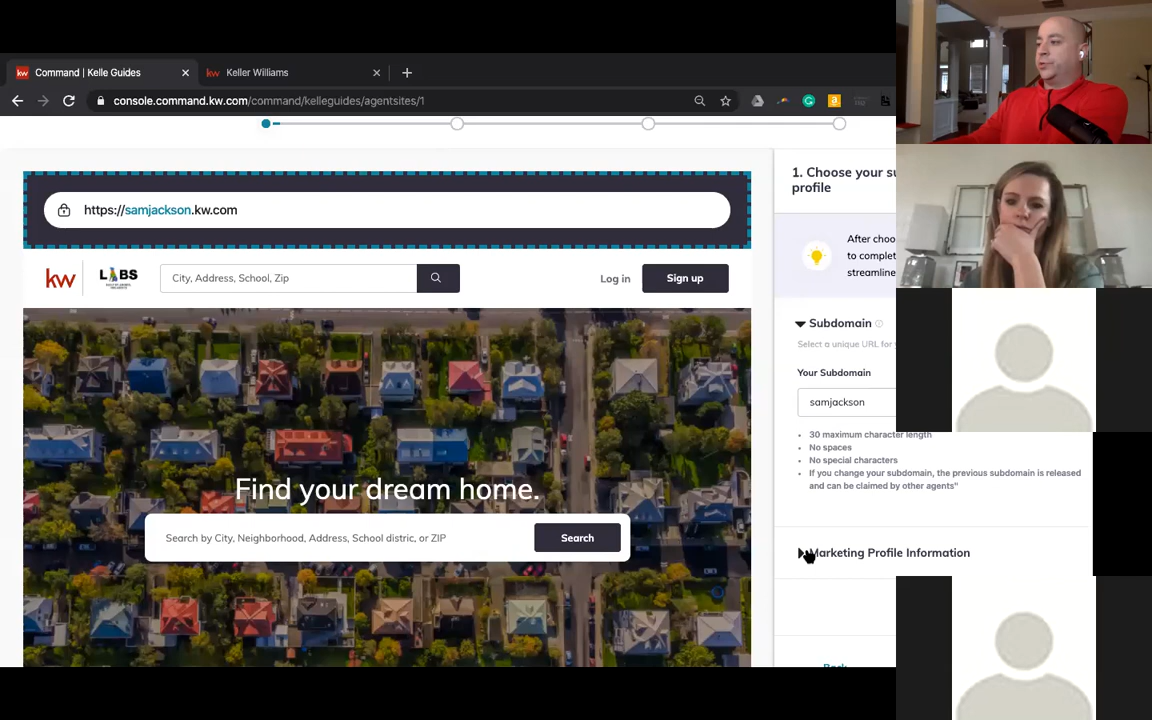 kw Command | Kelle Guides
kw Keller Williams
console.command.kw.com/command/kelleguides/agentsites/1
https://samjackson.kw.com
kw LABS
City, Address, School, Zip
Log in
Sign up
Find your dream home.
Search by City, Neighborhood, Address, School distric, or ZIP
Search
1. Choose your su
profile
After choo
to complet
streamline
Subdomain
Select a unique URL for y
Your Subdomain
samjackson
30 maximum character length
No spaces
No special characters
If you change your subdomain, the previous subdomain is released
and can be claimed by other agents"
Marketing Profile Information
Back